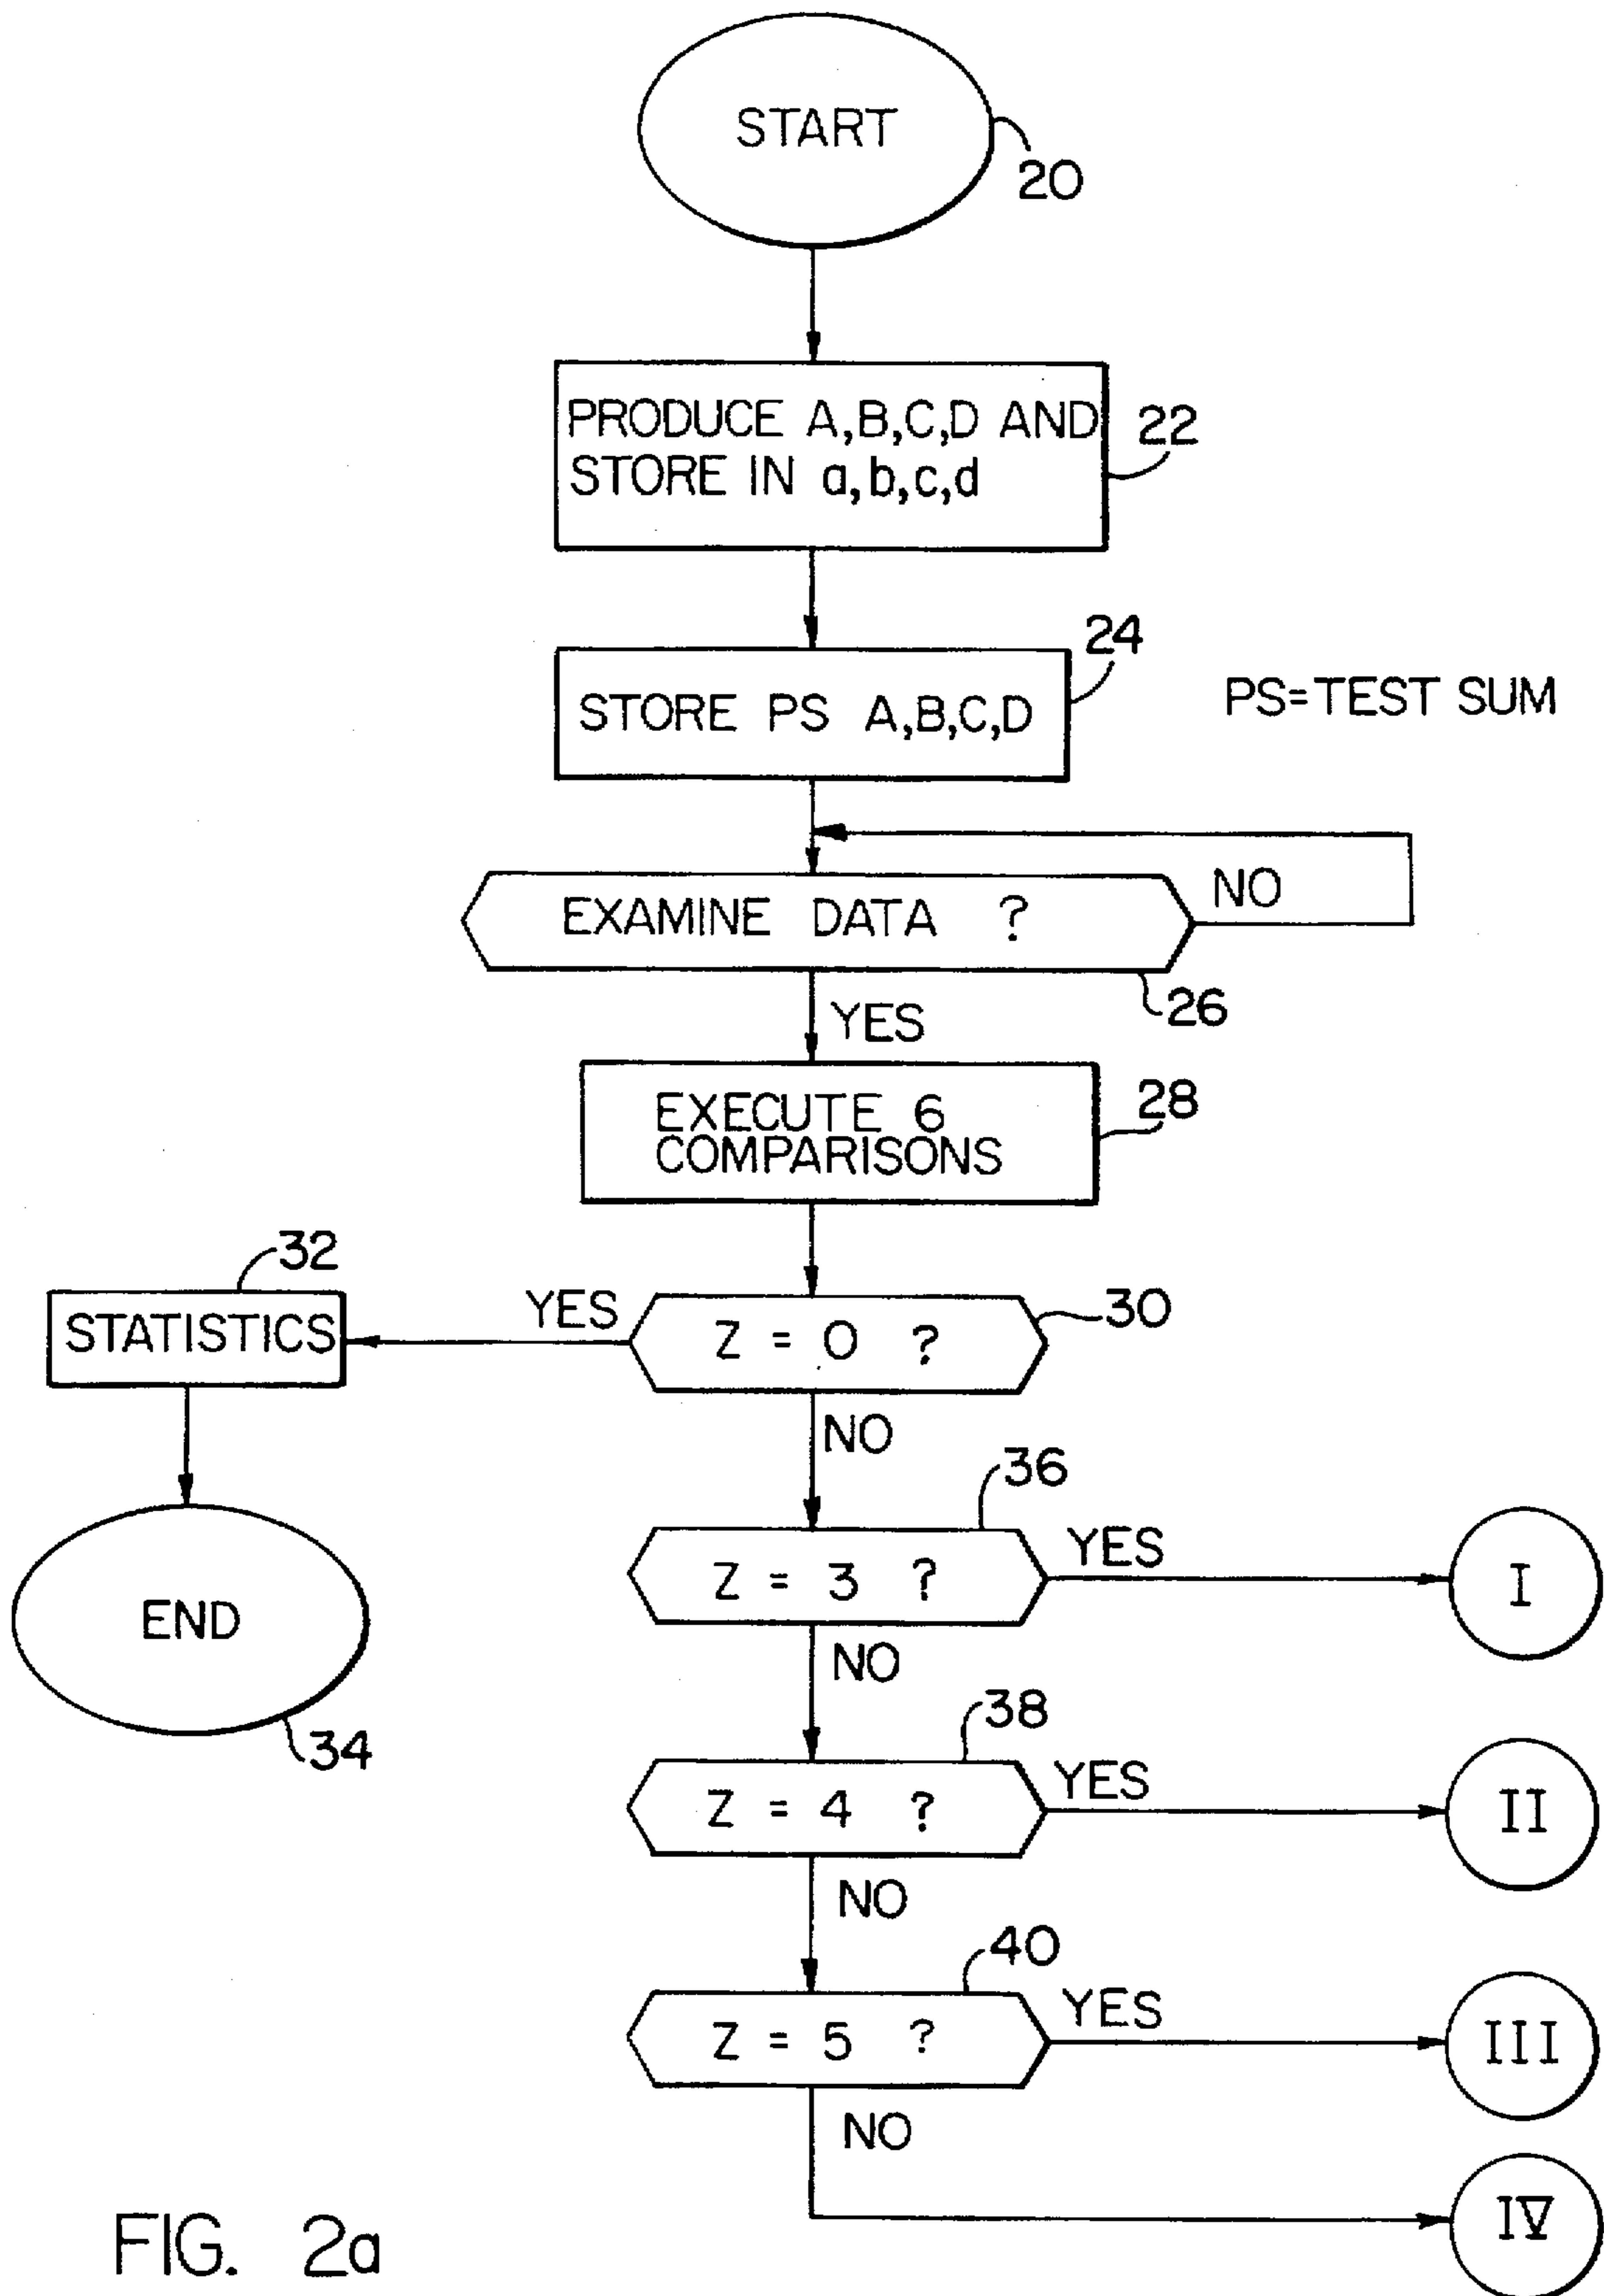 START
20
PRODUCE A,B,C,D AND
STORE IN a,b,c,d
22
24
STORE PS A,B,C,D
PS=TEST SUM
EXAMINE DATA ?
NO
26
YES
EXECUTE 6
COMPARISONS
28
32
STATISTICS
YES
Z = 0 ?
30
NO
36
Z = 3 ?
YES
I
END
34
NO
38
Z = 4 ?
YES
II
NO
40
Z = 5 ?
YES
III
NO
IV
FIG. 2a